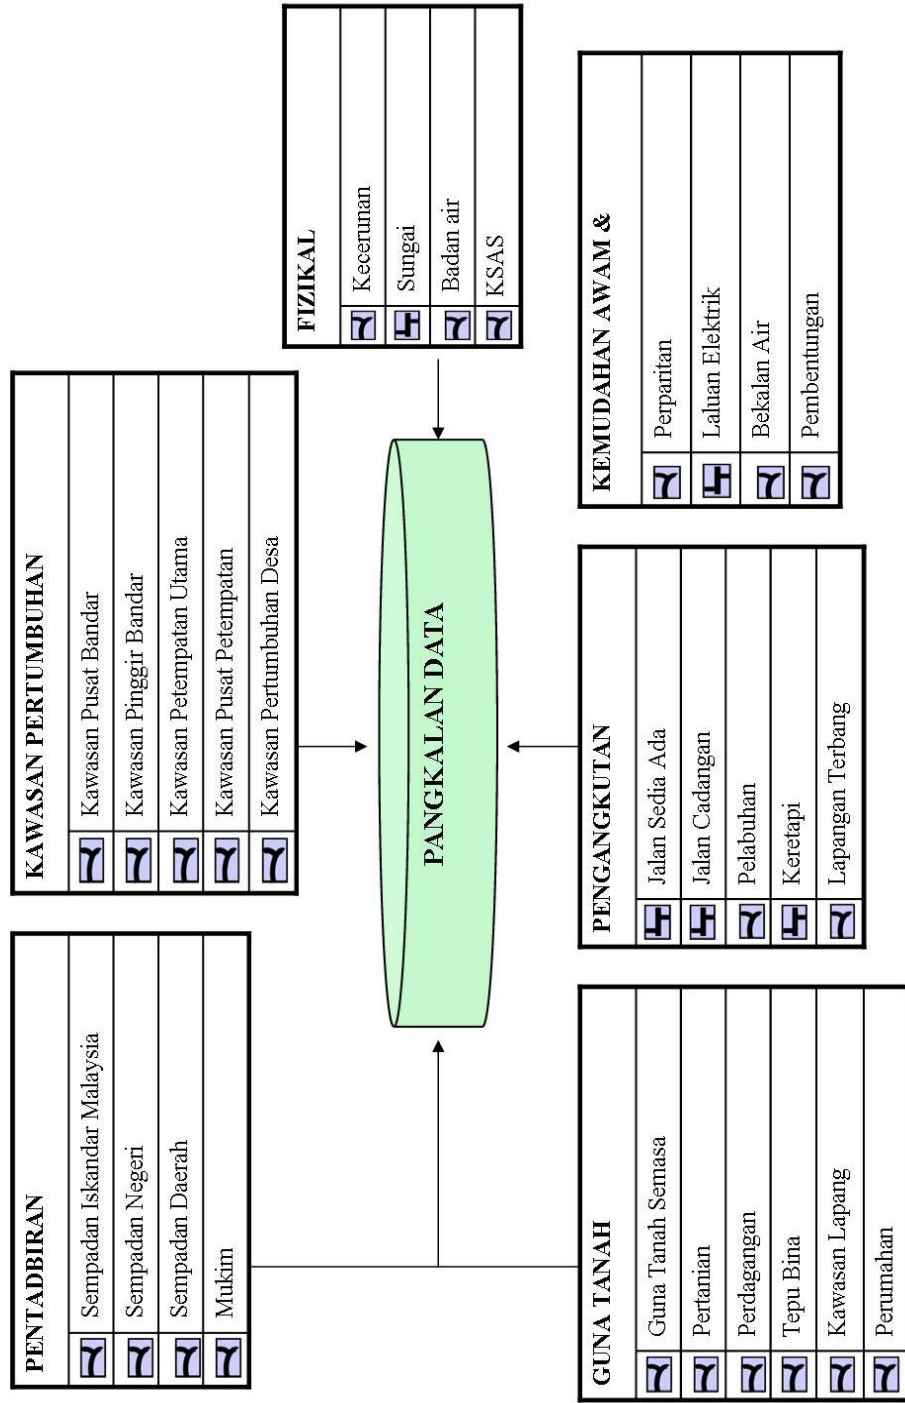 PENTADBIRAN
Sempadan Iskandar Malaysia
Sempadan Negeri
Sempadan Daerah
Mukim
KAWASAN PERTUMBUHAN
Kawasan Pusat Bandar
Kawasan Pinggir Bandar
Kawasan Petempatan Utama
Kawasan Pusat Petempatan
Kawasan Pertumbuhan Desa
FIZIKAL
Kecerunan
Sungai
Badan air
KSAS
PANGKALAN DATA
GUNA TANAH
Guna Tanah Semasa
Pertanian
Perdagangan
Tepu Bina
Kawasan Lapang
Perumahan
PENGANGKUTAN
Jalan Sedia Ada
Jalan Cadangan
Pelabuhan
Keretapi
Lapangan Terbang
KEMUDAHAN AWAM &
Perparitan
Laluan Elektrik
Bekalan Air
Pembentungan